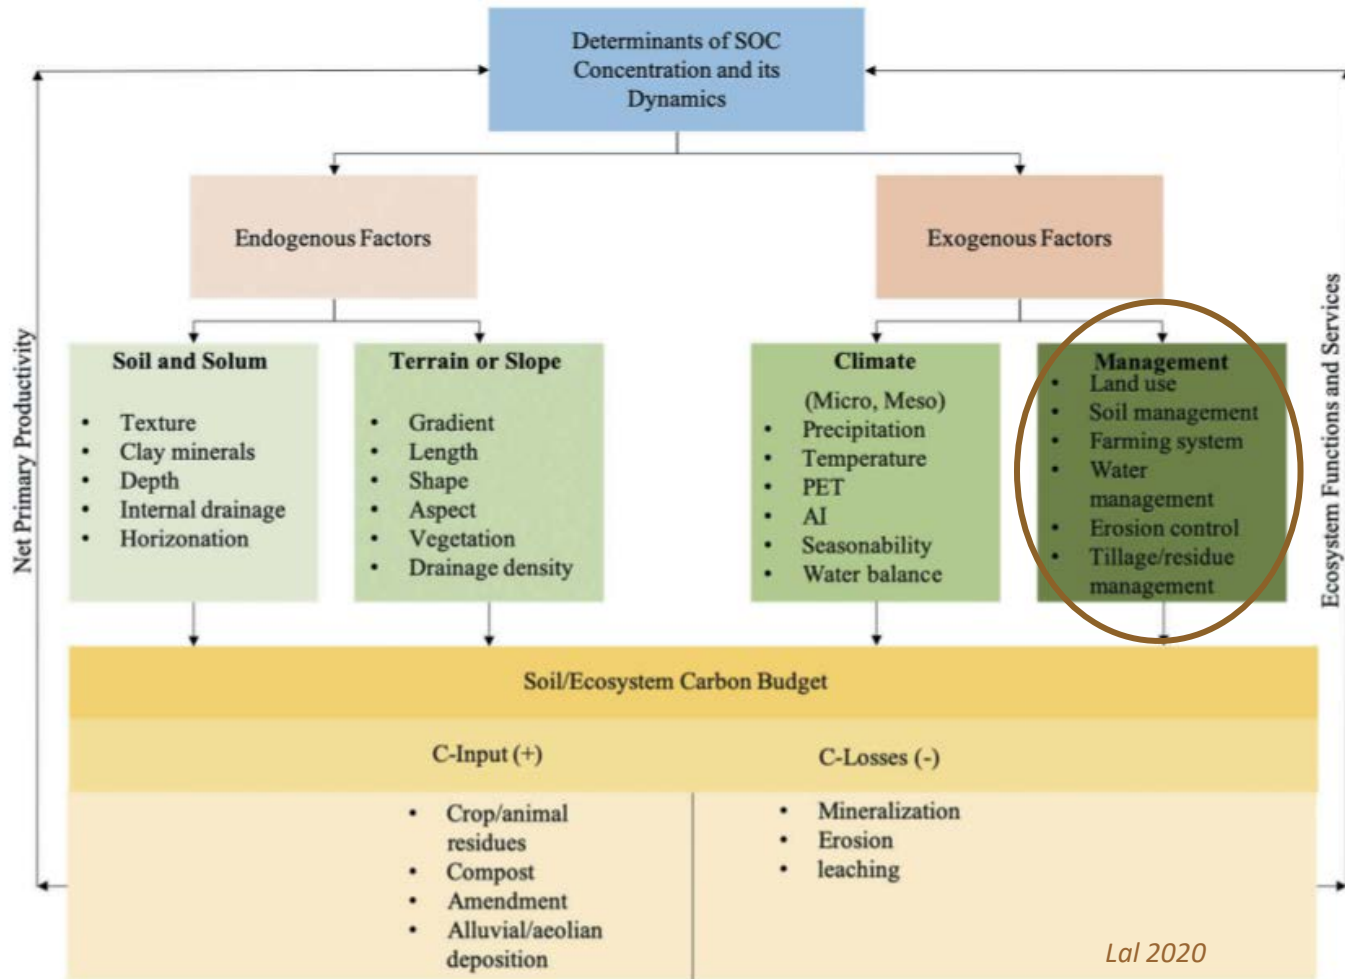 Determinants of SOC
Concentration and its
Dynamics
Endogenous Factors
Exogenous Factors
Net Primary Productivity
Soil and Solum
• Texture
• Clay minerals
• Depth
• Internal drainage
• Horizonation
Terrain or Slope
• Gradient
• Length
• Shape
• Aspect
• Vegetation
• Drainage density
Climate
(Micro, Meso)
• Precipitation
• Temperature
• PET
• AI
• Seasonability
• Water balance
Management
• Land use
• Soil management
• Farming system
• Water
management
• Erosion control
• Tillage/residue
management
Ecosystem Functions and Services
Soil/Ecosystem Carbon Budget
C-Input (+)
C-Losses (-)
• Crop/animal
residues
• Compost
• Amendment
• Alluvial/aeolian
deposition
• Mineralization
• Erosion
• leaching
Lal 2020